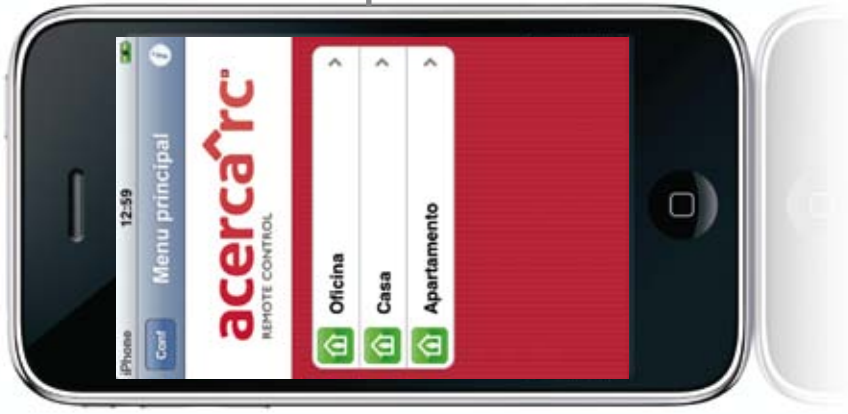 iPhone 12:59
Conf Menu principal
acerca rc
REMOTE CONTROL
Oficina
Casa
Apartamento